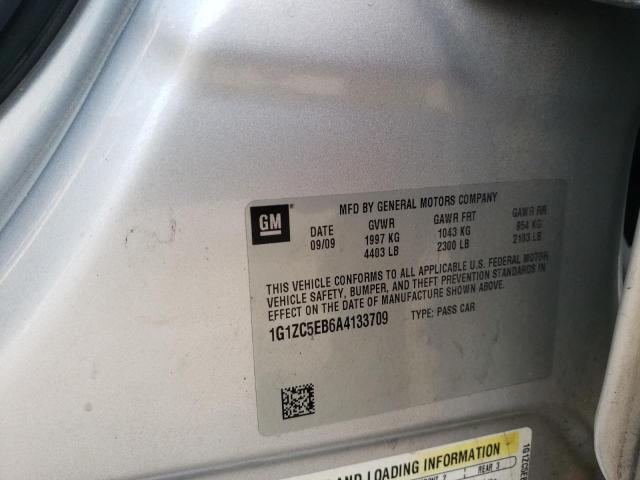 GM
MFD BY GENERAL MOTORS COMPANY
DATE GVWR GAWR FRT GAWR RR
09/09 1997 KG 1043 KG 954 KG
4403 LB 2300 LB 2103 LB
THIS VEHICLE CONFORMS TO ALL APPLICABLE U.S. FEDERAL MOTOR
VEHICLE SAFETY, BUMPER, AND THEFT PREVENTION STANDARDS IN
EFFECT ON THE DATE OF MANUFACTURE SHOWN ABOVE.
1G1ZC5EB6A4133709 TYPE: PASS CAR
AND LOADING INFORMATION
REAR 3
1G1ZC5E